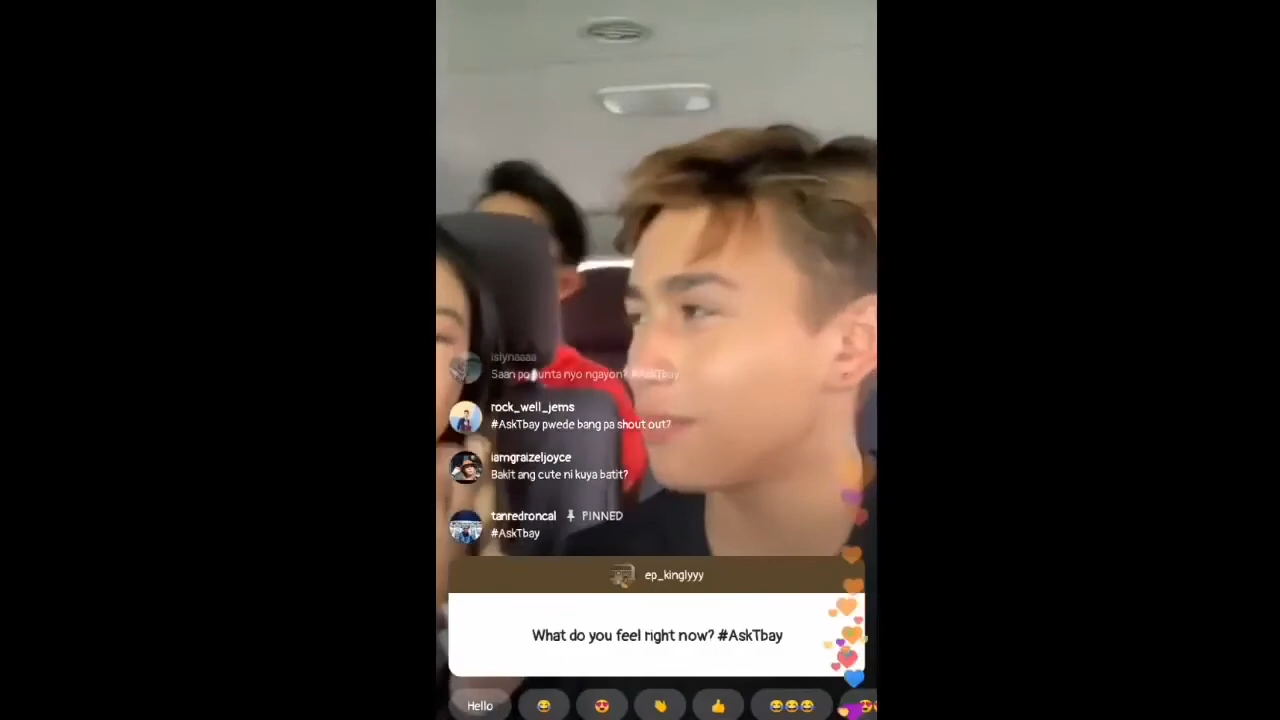 islynaaaa
Saan po punta nyo ngayon? #AskTbay
rock_well_jems
#AskTbay pwede bang pa shout out?
iamgraizeljoyce
Bakit ang cute ni kuya batit?
tanredroncal PINNED
#AskTbay
ep_kinglyyy
What do you feel right now? #AskTbay
Hello